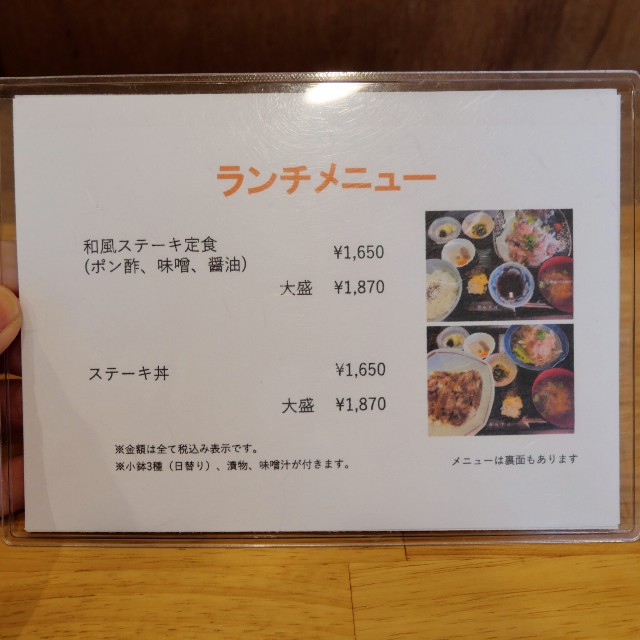 ランチメニュー
和風ステーキ定食 ¥1,650
(ポン酢、味噌、醤油)
大盛 ¥1,870
ステーキ丼 ¥1,650
大盛 ¥1,870
※金額は全て税込み表示です。
※小鉢3種（日替り）、漬物、味噌汁が付きます。
メニューは裏面もあります